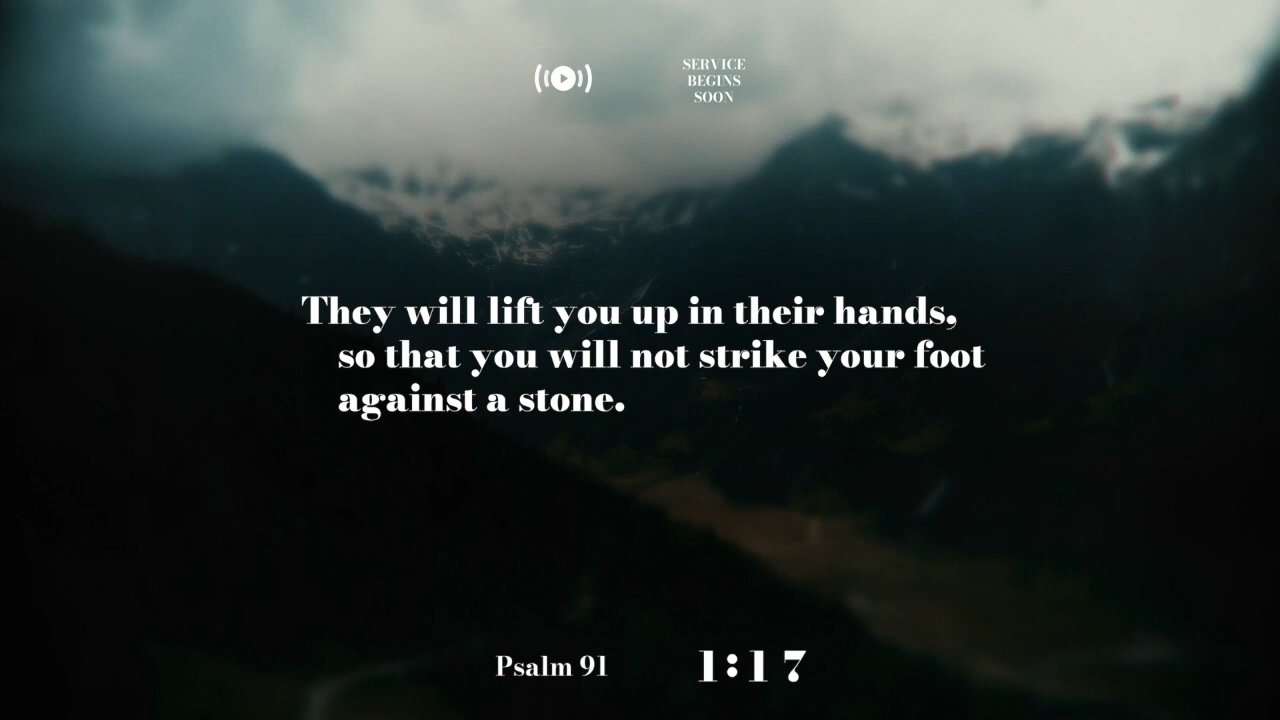 SERVICE
BEGINS
SOON
They will lift you up in their hands,
so that you will not strike your foot
against a stone.
Psalm 91
1:17